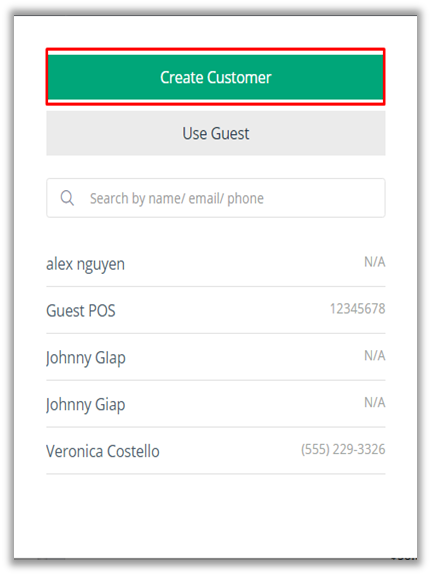 Create Customer
Use Guest
Search by name/ email/ phone
alex nguyen N/A
Guest POS 12345678
Johnny Glap N/A
Johnny Giap N/A
Veronica Costello (555) 229-3326